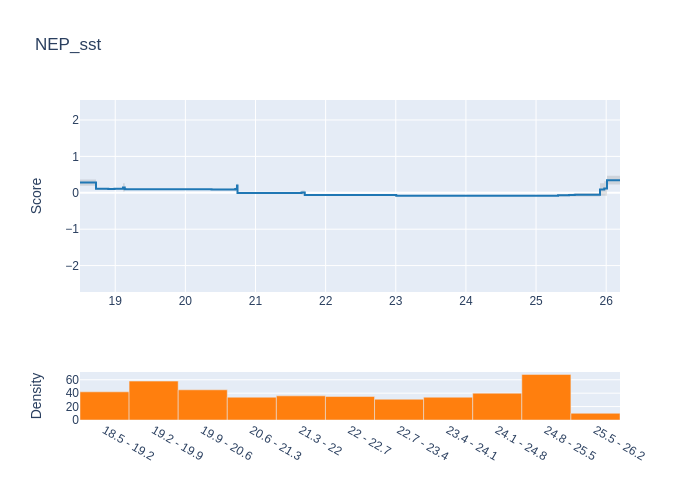 NEP_sst
Score
2
1
0
−1
−2
19 20 21 22 23 24 25 26
Density
60
40
20
0
18.5 - 19.2
19.2 - 19.9
19.9 - 20.6
20.6 - 21.3
21.3 - 22
22 - 22.7
22.7 - 23.4
23.4 - 24.1
24.1 - 24.8
24.8 - 25.5
25.5 - 26.2